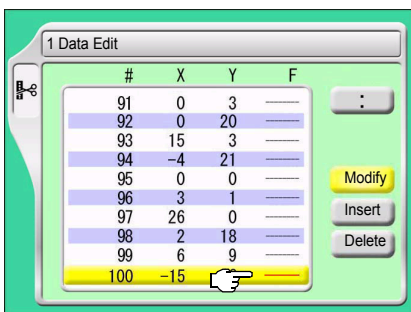 1 Data Edit
# X Y F
91 0 3 --------
:
92 0 20 --------
93 15 3 --------
94 -4 21 --------
Modify
95 0 0 --------
96 3 1 --------
Insert
97 26 0 --------
98 2 18 --------
Delete
99 6 9 --------
100 -15 --------